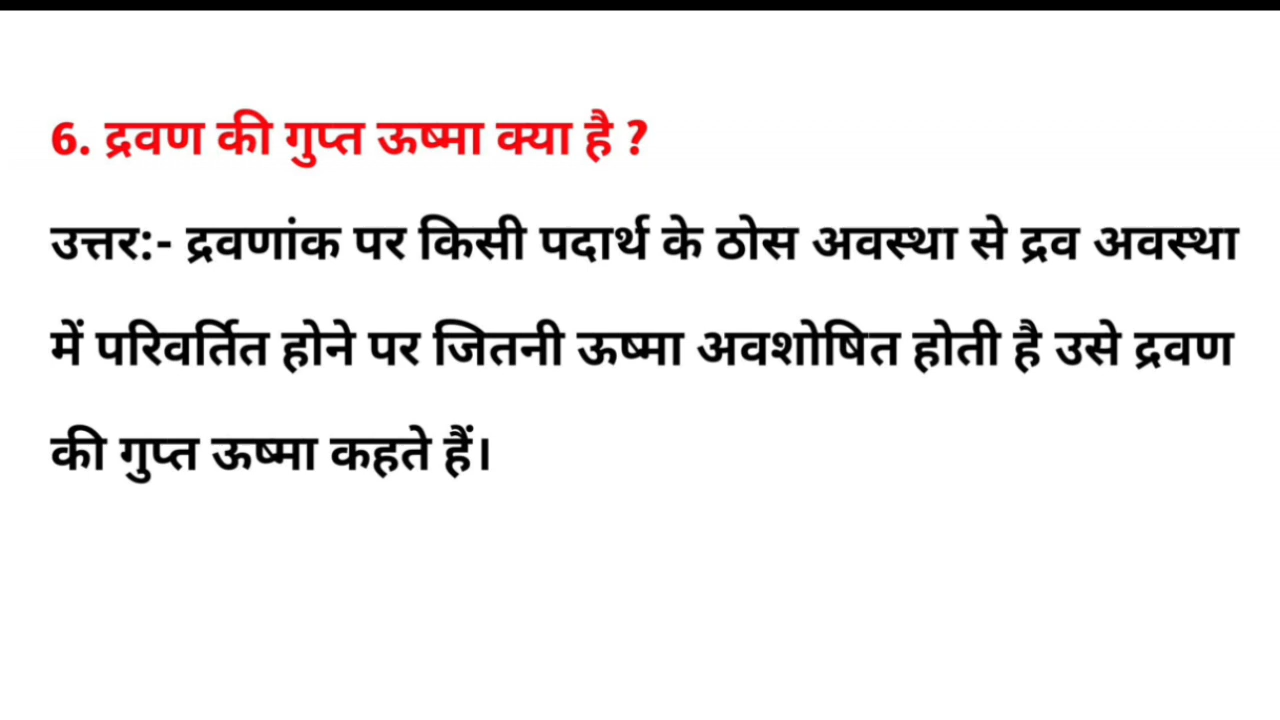 6. द्रवण की गुप्त ऊष्मा क्या है ?
उत्तर:- द्रवणांक पर किसी पदार्थ के ठोस अवस्था से द्रव अवस्था
में परिवर्तित होने पर जितनी ऊष्मा अवशोषित होती है उसे द्रवण
की गुप्त ऊष्मा कहते हैं।